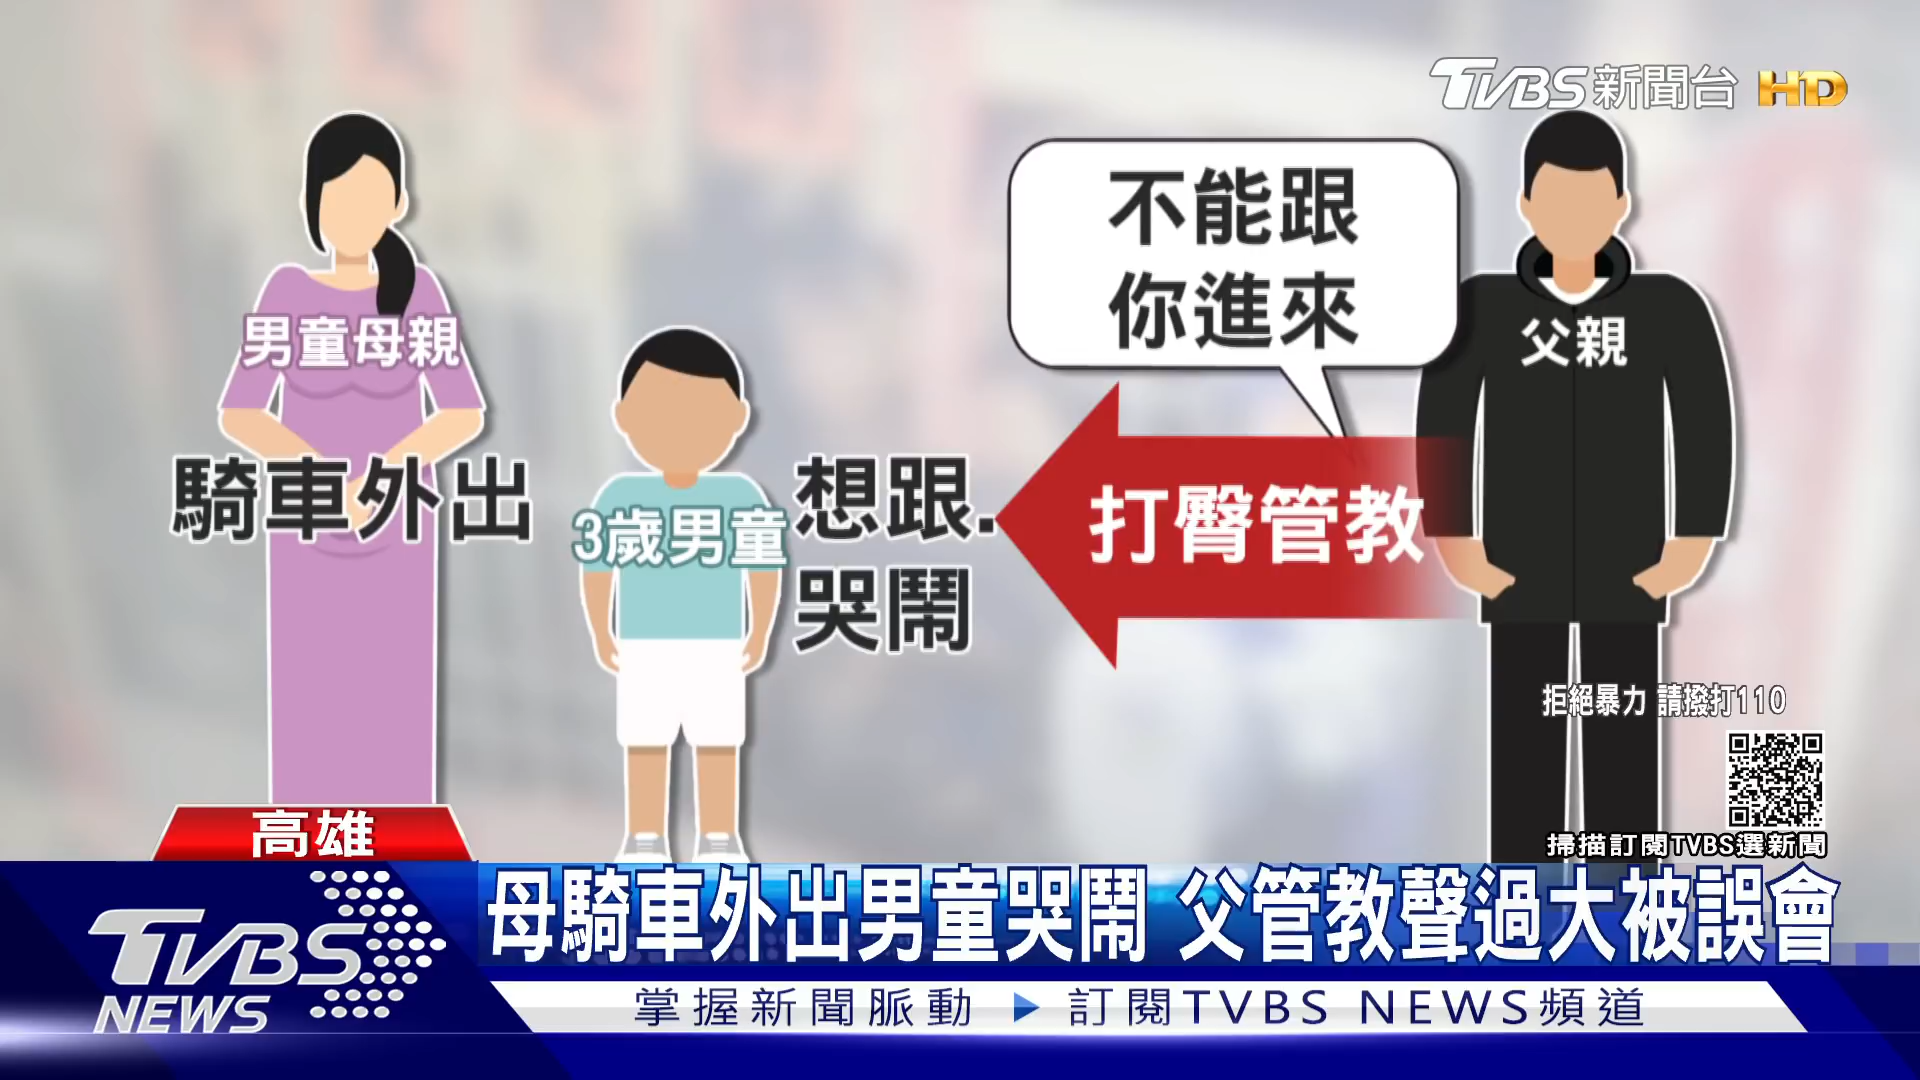 TVBS新聞台 HD
不能跟
你進來
男童母親
父親
騎車外出
3歲男童
想跟.
哭鬧
打臀管教
拒絕暴力 請撥打110
掃描訂閱TVBS選新聞
高雄
母騎車外出男童哭鬧 父管教聲過大被誤會
TVBS
NEWS
掌握新聞脈動 ▶ 訂閱TVBS NEWS頻道